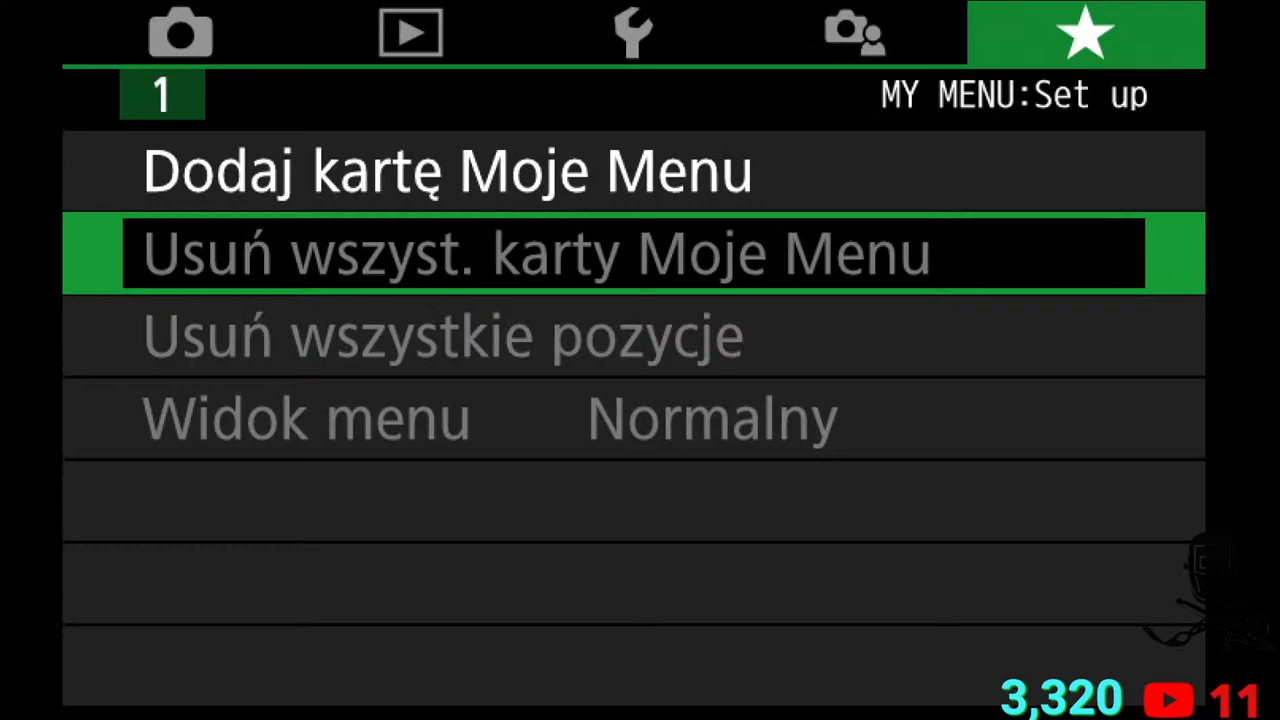 1
MY MENU:Set up
Dodaj kartę Moje Menu
Usuń wszyst. karty Moje Menu
Usuń wszystkie pozycje
Widok menu Normalny
3,320 11